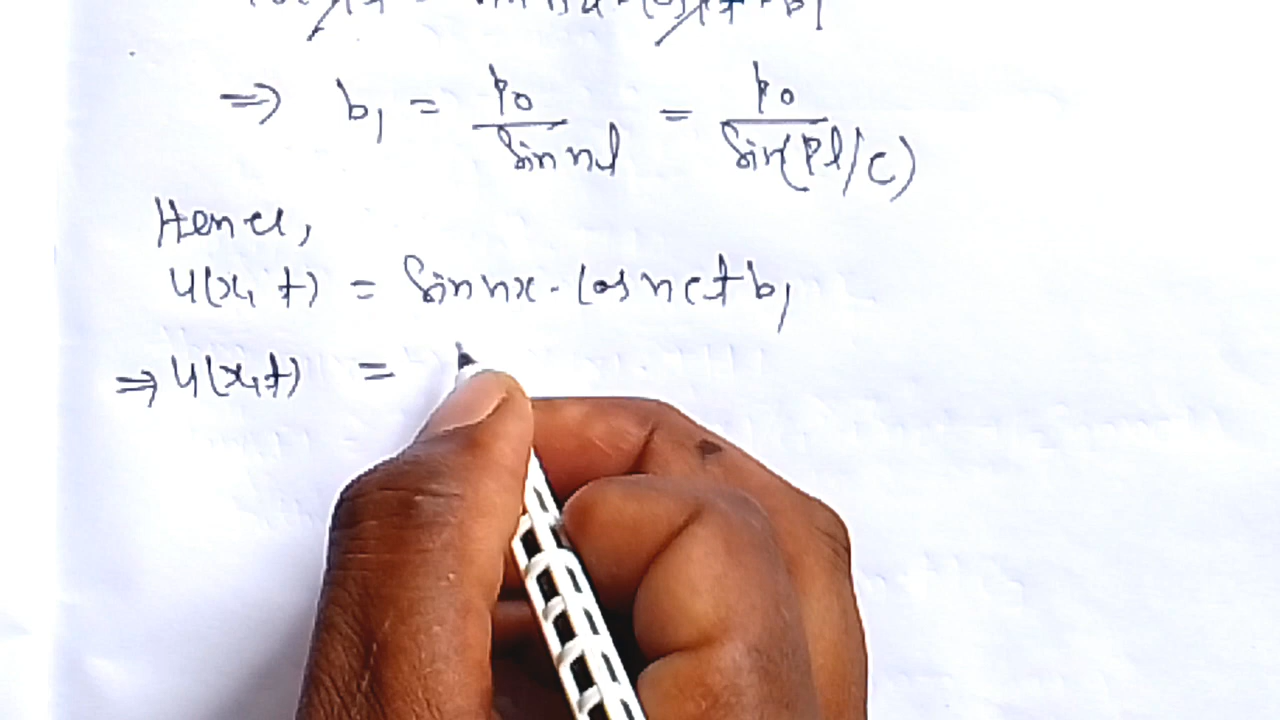 ⇒ b₁ = p₀ / sin nl = p₀ / sin(pl/c)
Hence,
u(x, t) = sin nx . cos nct b₁
⇒ u(x, t) =